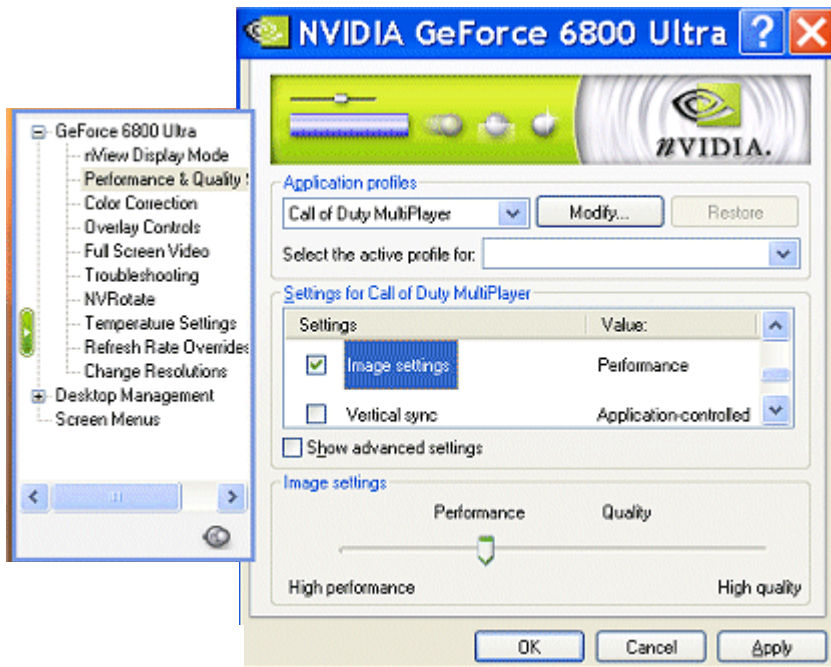 NVIDIA GeForce 6800 Ultra
nVIDIA.
GeForce 6800 Ultra
nView Display Mode
Performance & Quality S
Color Correction
Overlay Controls
Full Screen Video
Troubleshooting
NVRotate
Temperature Settings
Refresh Rate Overrides
Change Resolutions
Desktop Management
Screen Menus
Application profiles
Call of Duty MultiPlayer
Modify...
Restore
Select the active profile for:
Settings for Call of Duty MultiPlayer
Settings Value:
Image settings Performance
Vertical sync Application-controlled
Show advanced settings
Image settings
Performance Quality
High performance High quality
OK Cancel Apply